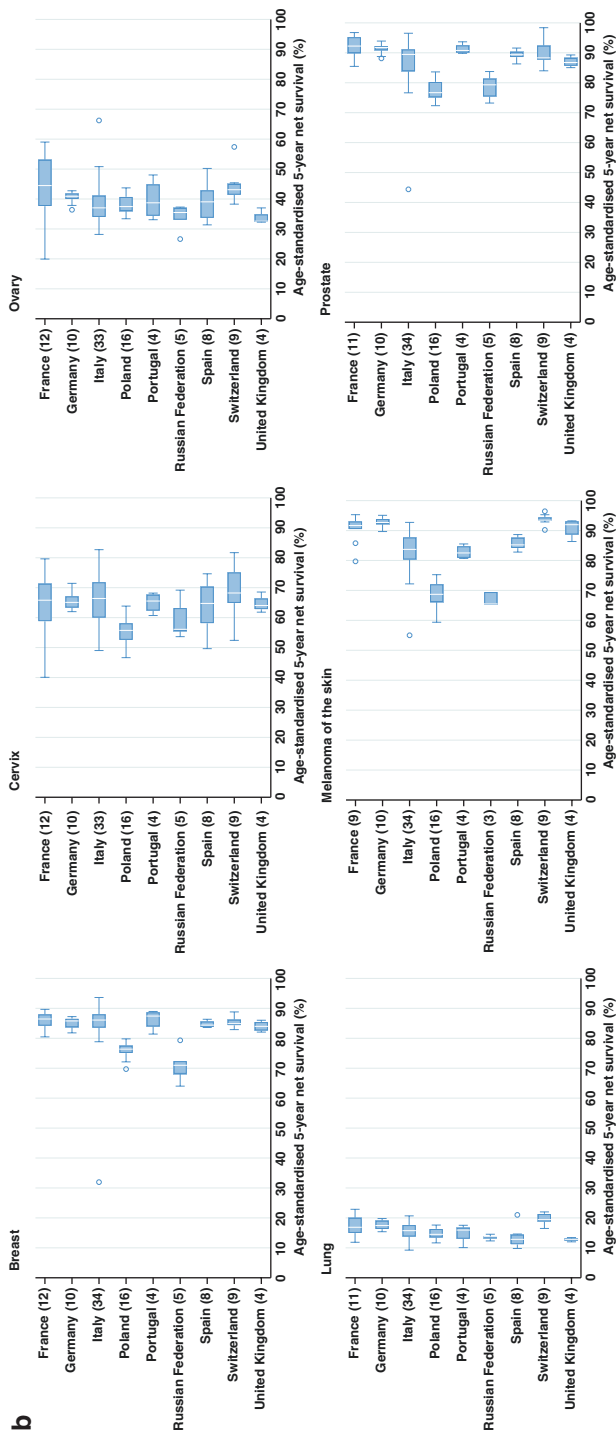 b
Breast
France (12)
Germany (10)
Italy (34)
Poland (16)
Portugal (4)
Russian Federation (5)
Spain (8)
Switzerland (9)
United Kingdom (4)
0 10 20 30 40 50 60 70 80 90 100
Age-standardised 5-year net survival (%)
Cervix
France (12)
Germany (10)
Italy (33)
Poland (16)
Portugal (4)
Russian Federation (5)
Spain (8)
Switzerland (9)
United Kingdom (4)
0 10 20 30 40 50 60 70 80 90 100
Age-standardised 5-year net survival (%)
Ovary
France (12)
Germany (10)
Italy (33)
Poland (16)
Portugal (4)
Russian Federation (5)
Spain (8)
Switzerland (9)
United Kingdom (4)
0 10 20 30 40 50 60 70 80 90 100
Age-standardised 5-year net survival (%)
Lung
France (11)
Germany (10)
Italy (34)
Poland (16)
Portugal (4)
Russian Federation (5)
Spain (8)
Switzerland (9)
United Kingdom (4)
0 10 20 30 40 50 60 70 80 90 100
Age-standardised 5-year net survival (%)
Melanoma of the skin
France (9)
Germany (10)
Italy (34)
Poland (16)
Portugal (4)
Russian Federation (3)
Spain (8)
Switzerland (9)
United Kingdom (4)
0 10 20 30 40 50 60 70 80 90 100
Age-standardised 5-year net survival (%)
Prostate
France (11)
Germany (10)
Italy (34)
Poland (16)
Portugal (4)
Russian Federation (5)
Spain (8)
Switzerland (9)
United Kingdom (4)
0 10 20 30 40 50 60 70 80 90 100
Age-standardised 5-year net survival (%)